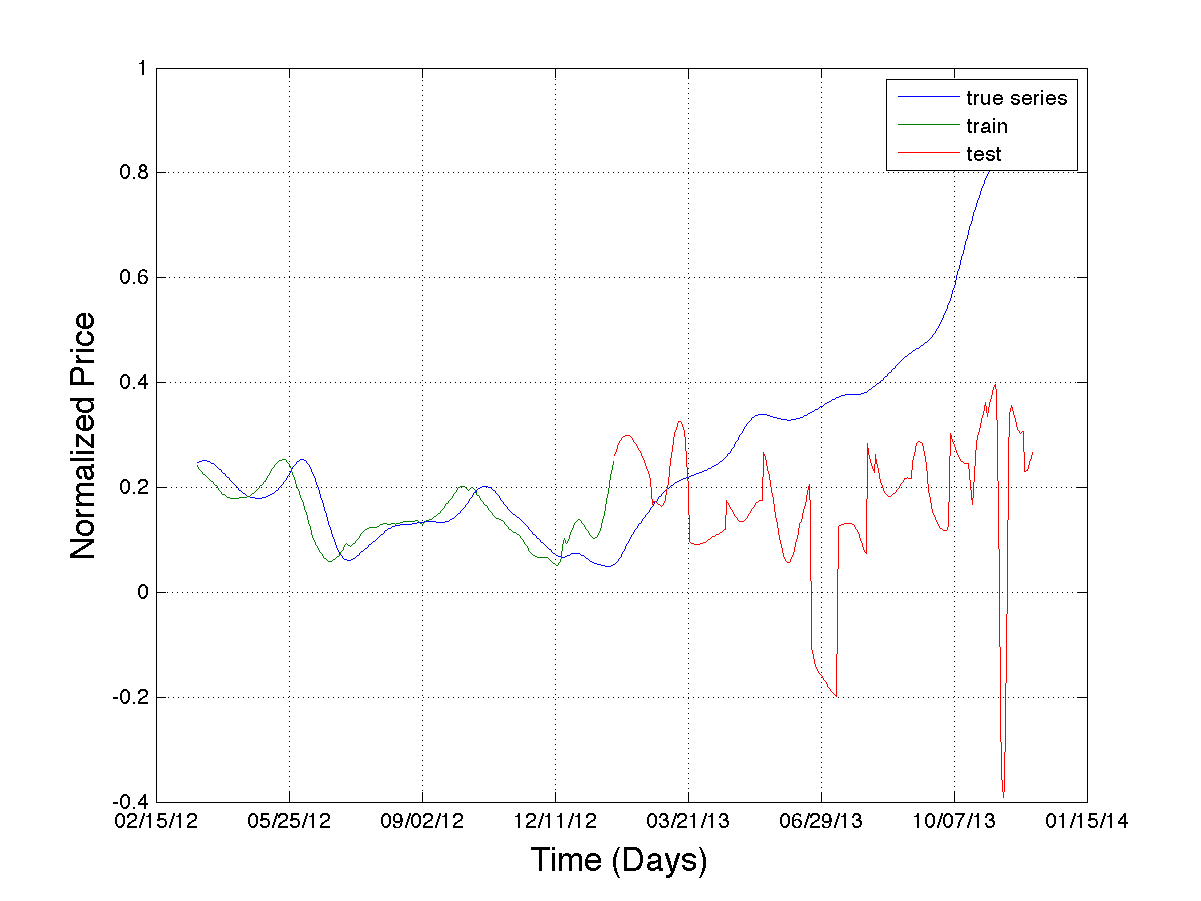 1
true series
train
test
0.8
0.6
0.4
0.2
0
-0.2
-0.4
Normalized Price
02/15/12 05/25/12 09/02/12 12/11/12 03/21/13 06/29/13 10/07/13 01/15/14
Time (Days)